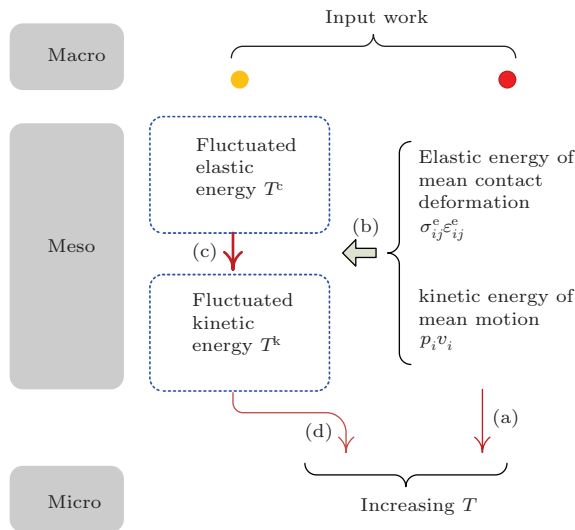 Input work
Macro
Fluctuated
elastic
energy Tᵉ
Elastic energy of
mean contact
deformation
σᵉᵢⱼεᵉᵢⱼ
(b)
Meso
(c)
Fluctuated
kinetic
energy Tᵏ
kinetic energy of
mean motion
pᵢvᵢ
(a)
(d)
Micro
Increasing T